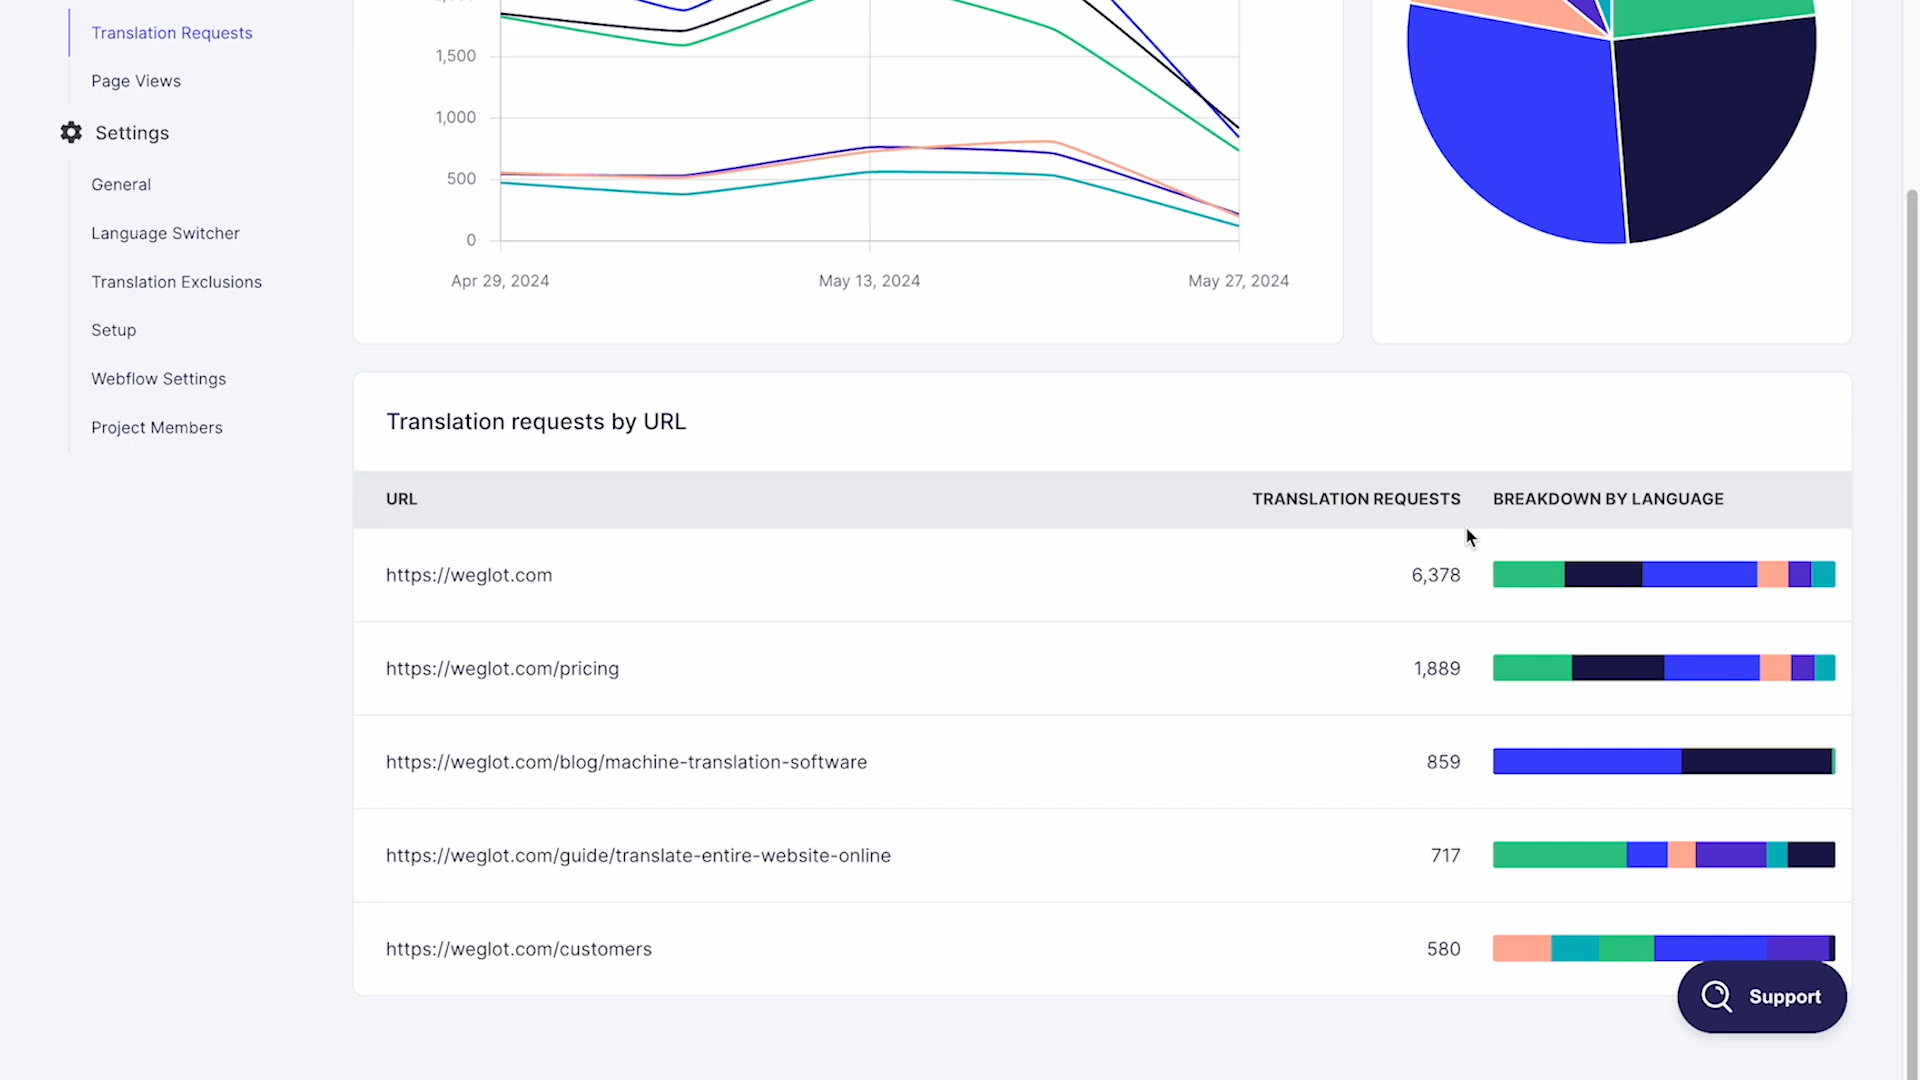 Translation Requests
Page Views
Settings
General
Language Switcher
Translation Exclusions
Setup
Webflow Settings
Project Members
1,500
1,000
500
0
Apr 29, 2024
May 13, 2024
May 27, 2024
Translation requests by URL
URL TRANSLATION REQUESTS BREAKDOWN BY LANGUAGE
https://weglot.com 6,378
https://weglot.com/pricing 1,889
https://weglot.com/blog/machine-translation-software 859
https://weglot.com/guide/translate-entire-website-online 717
https://weglot.com/customers 580
Support